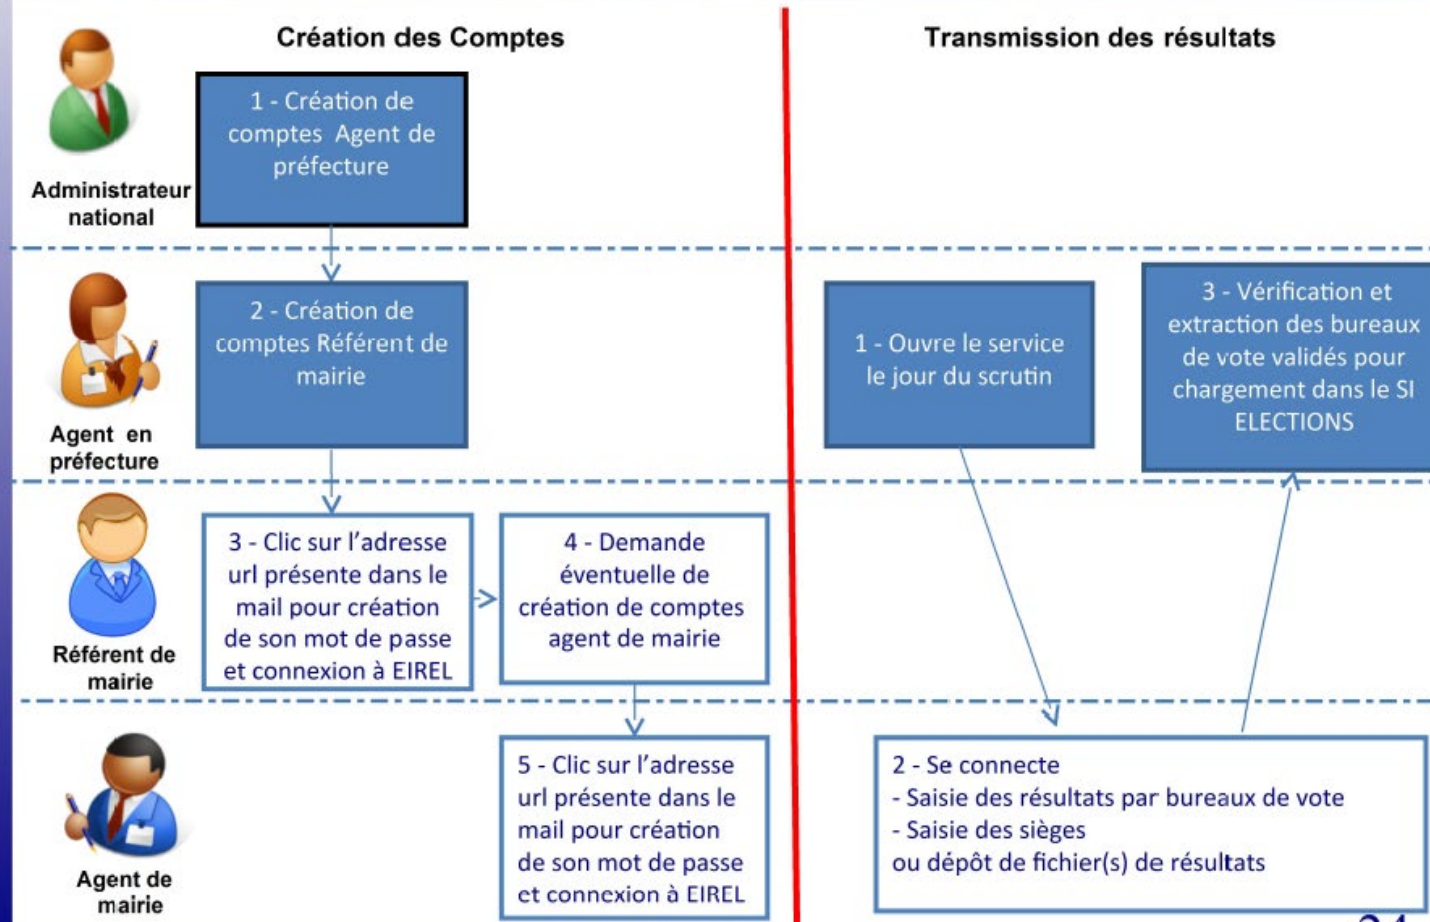 Création des Comptes
Transmission des résultats
Administrateur
national
1 - Création de
comptes Agent de
préfecture
Agent en
préfecture
2 - Création de
comptes Référent de
mairie
1 - Ouvre le service
le jour du scrutin
3 - Vérification et
extraction des bureaux
de vote validés pour
chargement dans le SI
ELECTIONS
Référent de
mairie
3 - Clic sur l’adresse
url présente dans le
mail pour création
de son mot de passe
et connexion à EIREL
4 - Demande
éventuelle de
création de comptes
agent de mairie
Agent de
mairie
5 - Clic sur l’adresse
url présente dans le
mail pour création
de son mot de passe
et connexion à EIREL
2 - Se connecte
- Saisie des résultats par bureaux de vote
- Saisie des sièges
ou dépôt de fichier(s) de résultats